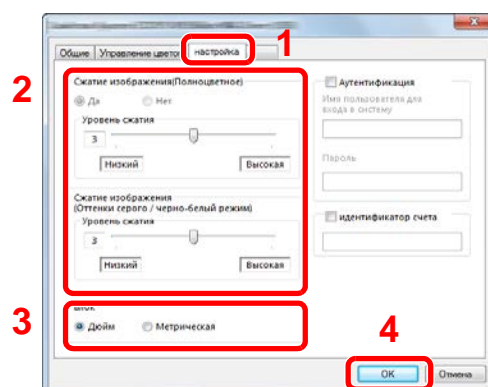 1
Общие Управление цветом настройка
2
Сжатие изображения(Полноцветное)
Да Нет
Уровень сжатия
3
Низкий Высокая
Сжатие изображения
(Оттенки серого / черно-белый режим)
Уровень сжатия
3
Низкий Высокая
Аутентификация
Имя пользователя для
входа в систему
Пароль
идентификатор счета
3
Дюйм Метрическая
4
OK Отмена